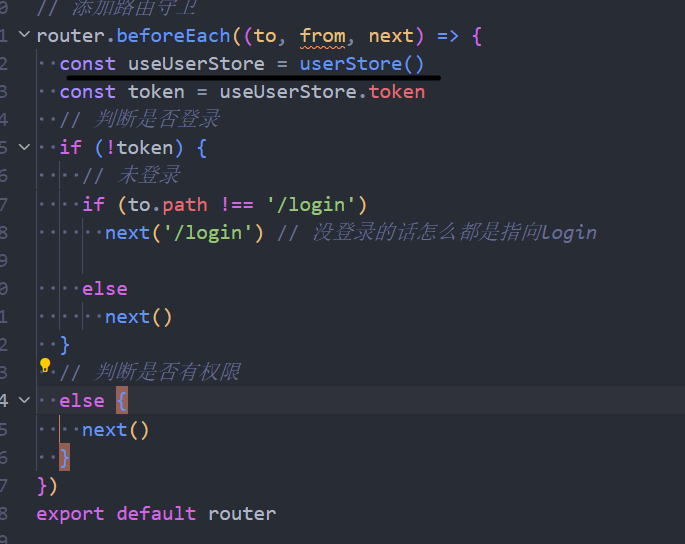 0 // 添加路由守卫
1 router.beforeEach((to, from, next) => {
2 const useUserStore = userStore()
3 const token = useUserStore.token
4 // 判断是否登录
5 if (!token) {
6 // 未登录
7 if (to.path !== '/login')
8 next('/login') // 没登录的话怎么都是指向login
9
0 else
1 next()
2 }
3 // 判断是否有权限
4 else {
5 next()
6 }
7 })
8 export default router
9